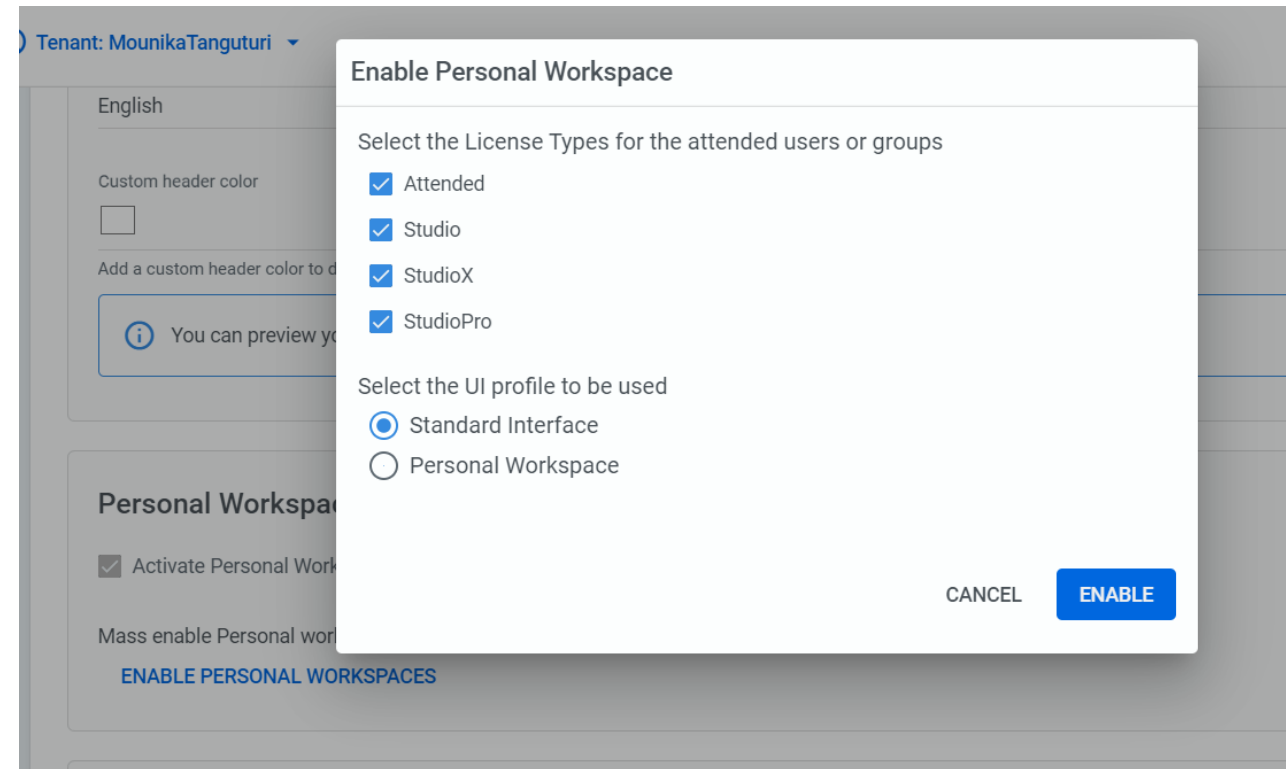 Tenant: MounikaTanguturi
English
Custom header color
Add a custom header color to d
You can preview yo
Personal Workspa
Activate Personal Work
Mass enable Personal wor
ENABLE PERSONAL WORKSPACES
Enable Personal Workspace
Select the License Types for the attended users or groups
Attended
Studio
StudioX
StudioPro
Select the UI profile to be used
Standard Interface
Personal Workspace
CANCEL
ENABLE